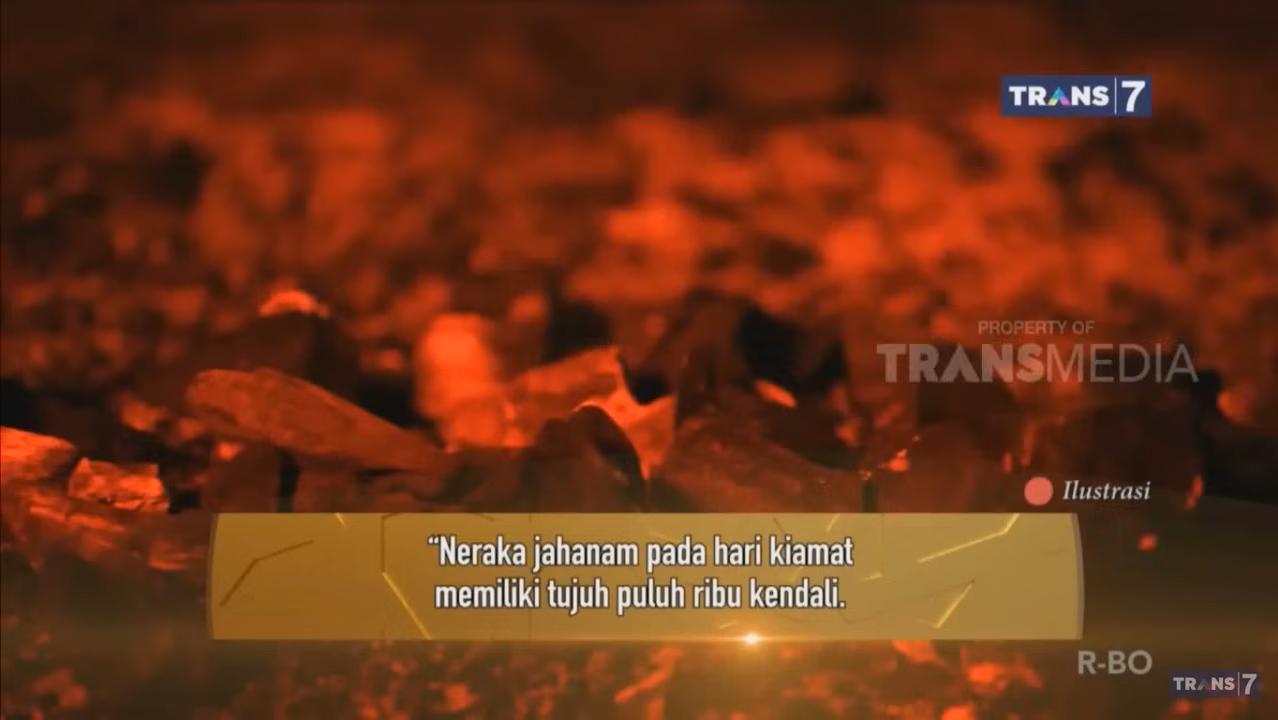 TRANS|7
PROPERTY OF
TRANSMEDIA
Ilustrasi
“Neraka jahanam pada hari kiamat
memiliki tujuh puluh ribu kendali.
R-BO
TRANS|7